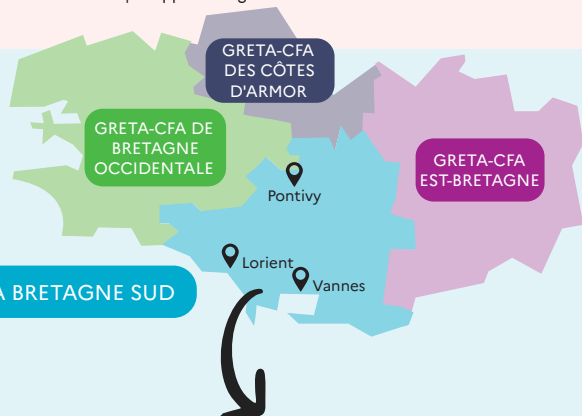 GRETA-CFA
DES CÔTES
D'ARMOR
GRETA-CFA DE
BRETAGNE
OCCIDENTALE
GRETA-CFA
EST-BRETAGNE
Pontivy
Lorient
Vannes
A BRETAGNE SUD